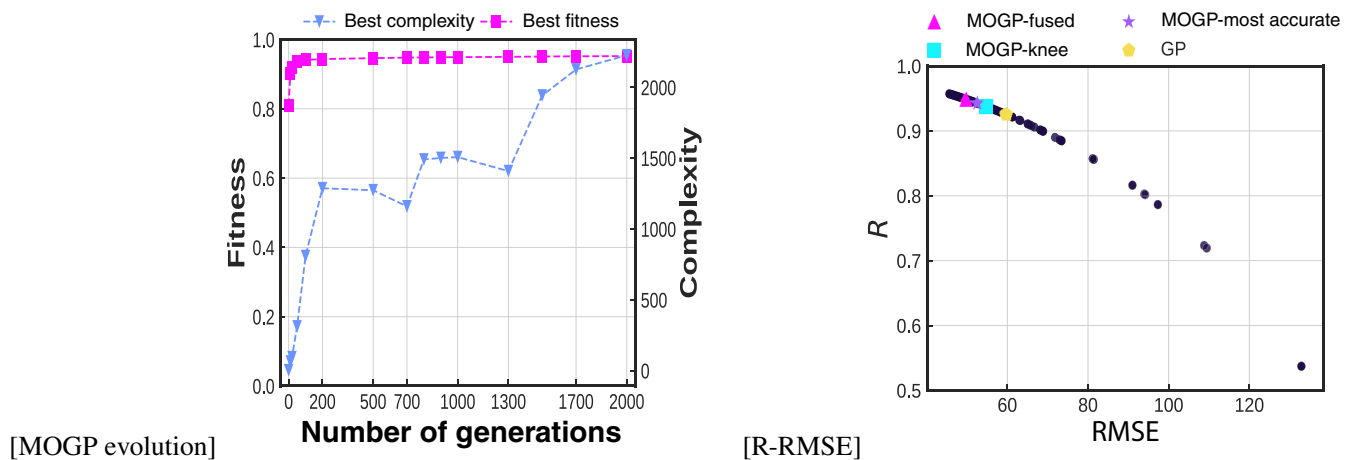 Best complexity Best fitness
1.0
0.8
0.6
0.4
0.2
0.0
Fitness
2000
1500
1000
500
0
Complexity
0 200 500 700 1000 1300 1700 2000
Number of generations
[MOGP evolution]
MOGP-fused MOGP-most accurate
MOGP-knee GP
1.0
0.9
0.8
0.7
0.6
0.5
R
60 80 100 120
RMSE
[R-RMSE]